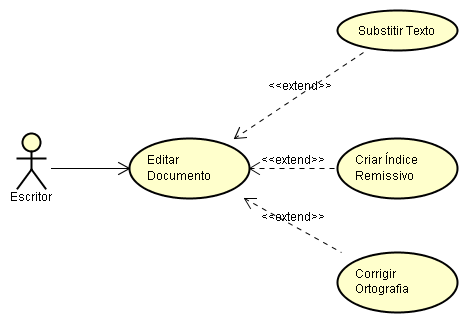 Substitir Texto
<<extend>>
Editar
Documento
<<extend>>
Criar Índice
Remissivo
Escritor
<<extend>>
Corrigir
Ortografia